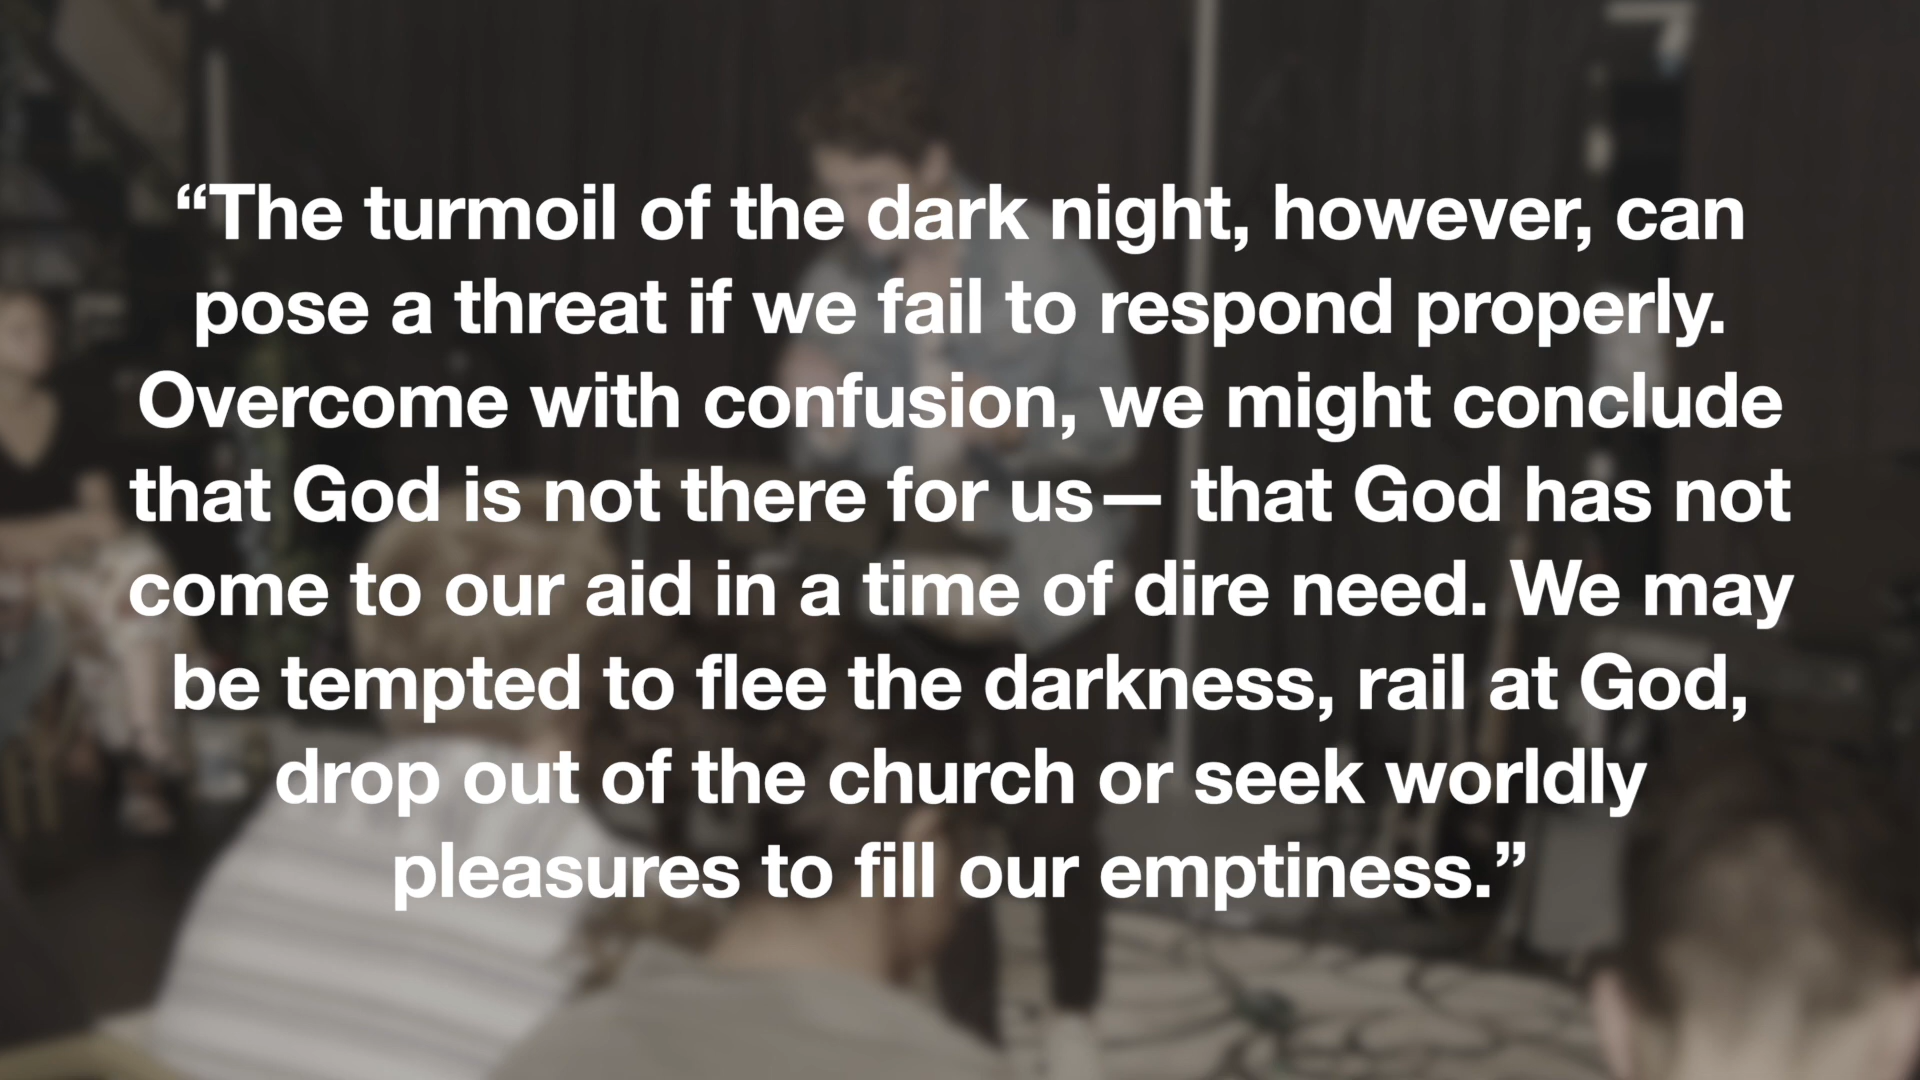 “The turmoil of the dark night, however, can
pose a threat if we fail to respond properly.
Overcome with confusion, we might conclude
that God is not there for us— that God has not
come to our aid in a time of dire need. We may
be tempted to flee the darkness, rail at God,
drop out of the church or seek worldly
pleasures to fill our emptiness.”